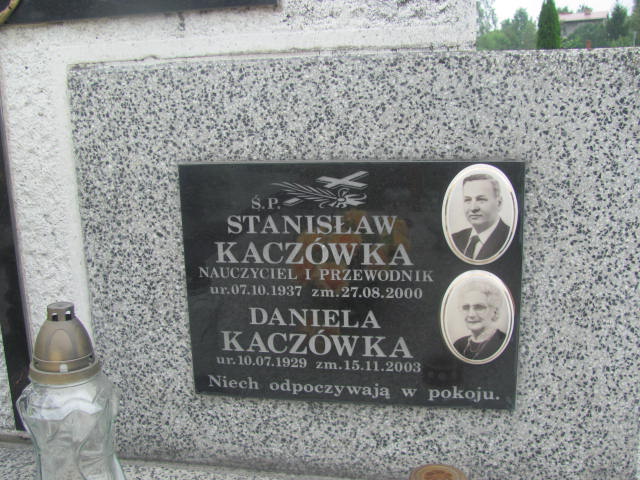 Ś.P.
STANISŁAW
KACZÓWKA
NAUCZYCIEL I PRZEWODNIK
ur.07.10.1937 zm.27.08.2000
DANIELA
KACZÓWKA
ur.10.07.1929 zm.15.11.2003
Niech odpoczywają w pokoju.